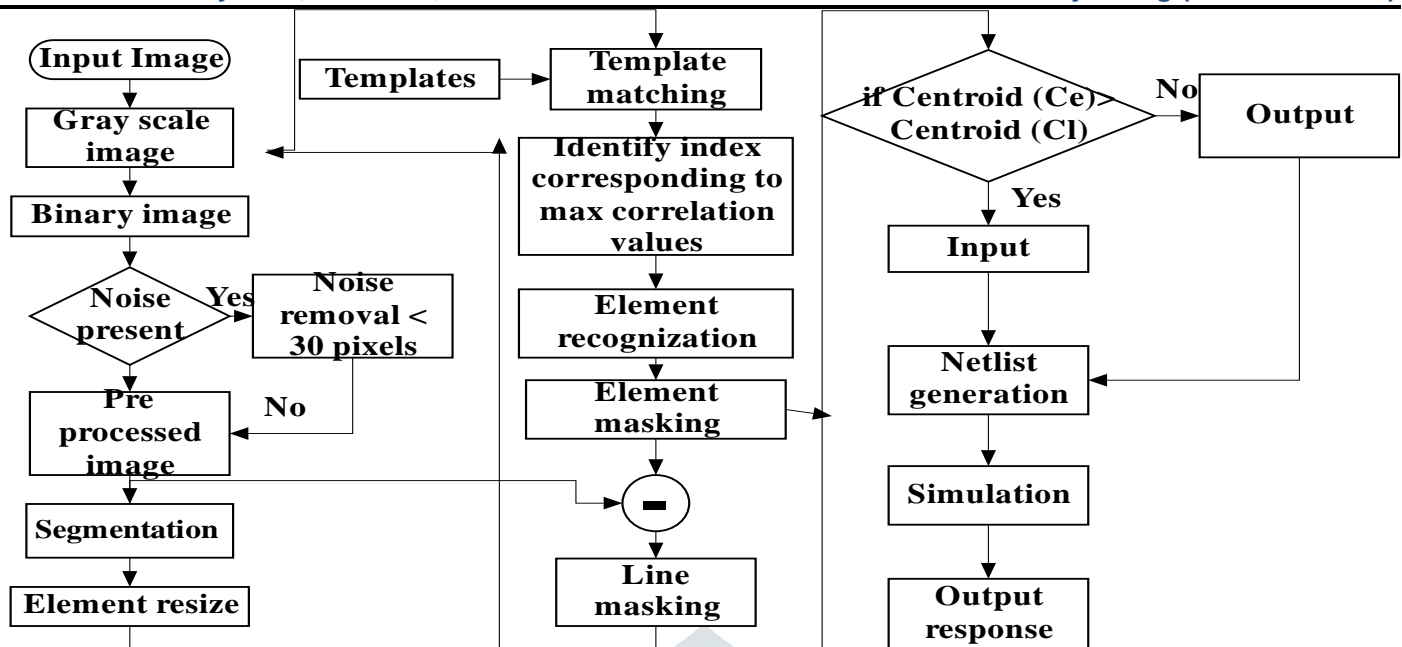 Input Image
Gray scale
image
Binary image
Noise
present
Yes
Noise
removal <
30 pixels
No
Pre
processed
image
Segmentation
Element resize
Templates
Template
matching
Identify index
corresponding to
max correlation
values
Element
recognization
Element
masking
-
Line
masking
if Centroid (Ce)>
Centroid (Cl)
No
Output
Yes
Input
Netlist
generation
Simulation
Output
response